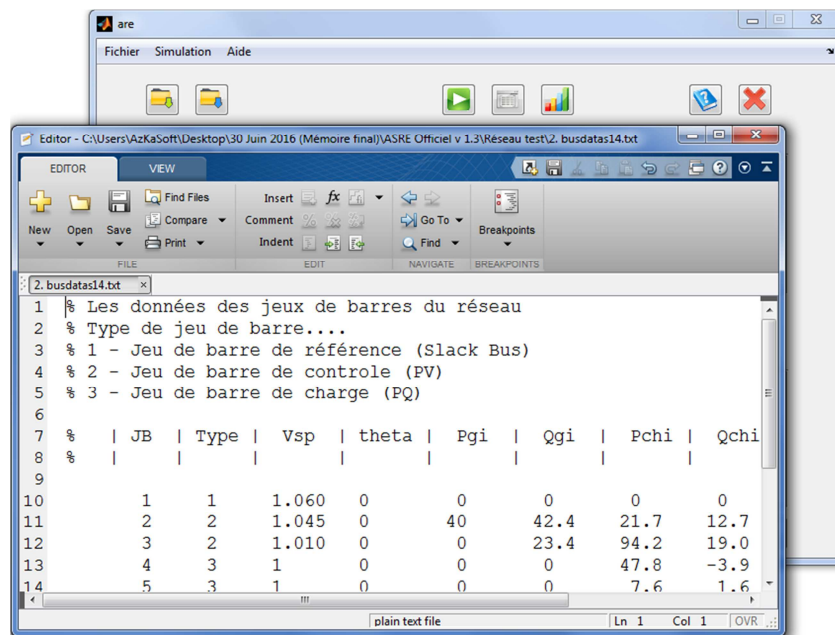 are
Fichier Simulation Aide
Editor - C:\Users\AzKaSoft\Desktop\30 Juin 2016 (Mémoire final)\ASRE Officiel v 1.3\Réseau test\2. busdatas14.txt
EDITOR VIEW
New Open Save Find Files Compare Print
Insert fx Comment Indent
Go To Find
Breakpoints
FILE EDIT NAVIGATE BREAKPOINTS
2. busdatas14.txt ×
1 % Les données des jeux de barres du réseau
2 % Type de jeu de barre....
3 % 1 - Jeu de barre de référence (Slack Bus)
4 % 2 - Jeu de barre de controle (PV)
5 % 3 - Jeu de barre de charge (PQ)
6
7 % | JB | Type | Vsp | theta | Pgi | Qgi | Pchi | Qchi
8 % | | | | | | | |
9
10 1 1 1.060 0 0 0 0 0
11 2 2 1.045 0 40 42.4 21.7 12.7
12 3 2 1.010 0 0 23.4 94.2 19.0
13 4 3 1 0 0 0 47.8 -3.9
14 5 3 1 0 0 0 7.6 1.6
plain text file Ln 1 Col 1 OVR